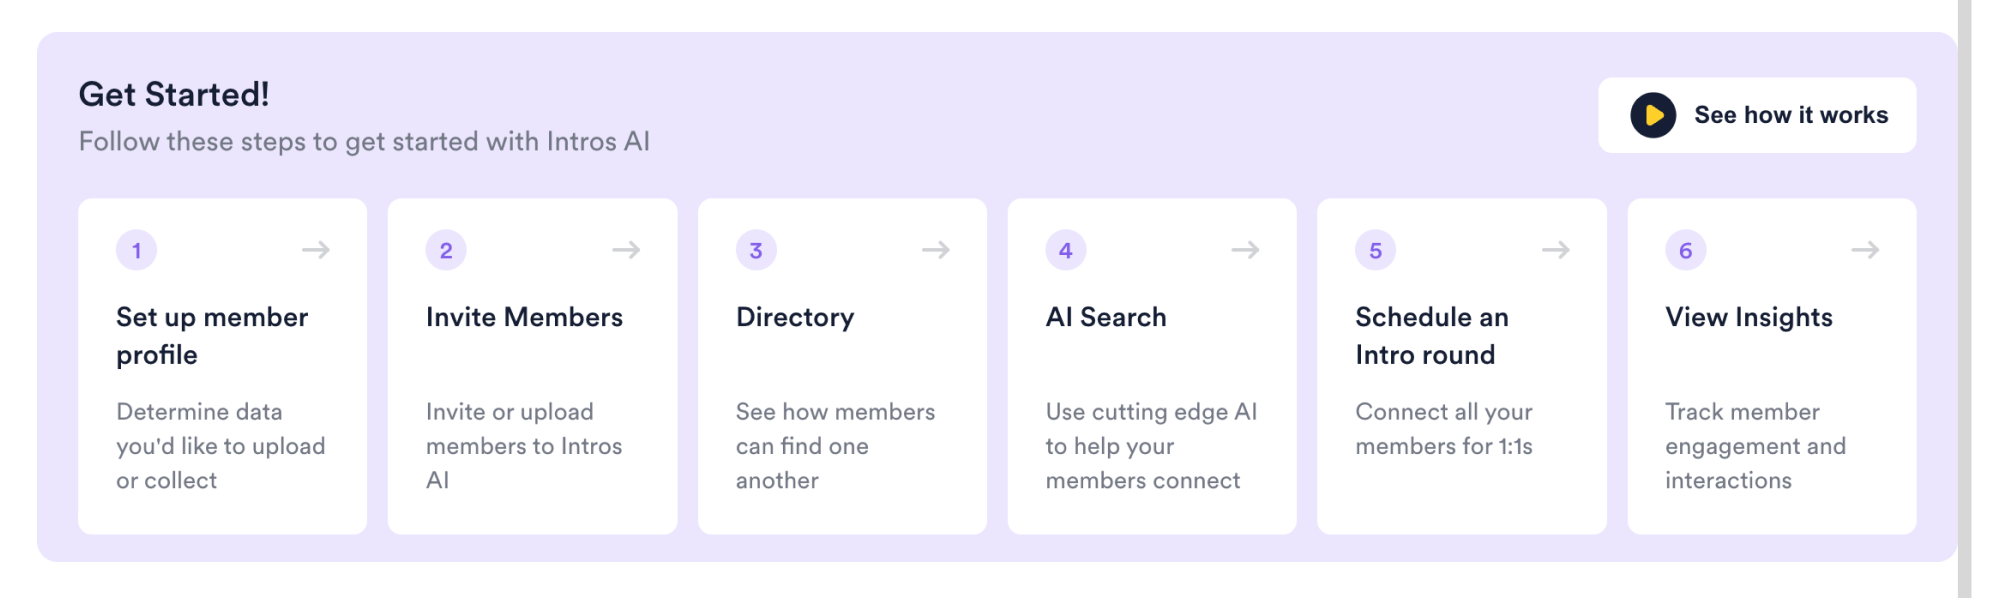 Get Started!
Follow these steps to get started with Intros AI
See how it works
1
Set up member
profile
Determine data
you'd like to upload
or collect
2
Invite Members
Invite or upload
members to Intros
AI
3
Directory
See how members
can find one
another
4
AI Search
Use cutting edge AI
to help your
members connect
5
Schedule an
Intro round
Connect all your
members for 1:1s
6
View Insights
Track member
engagement and
interactions